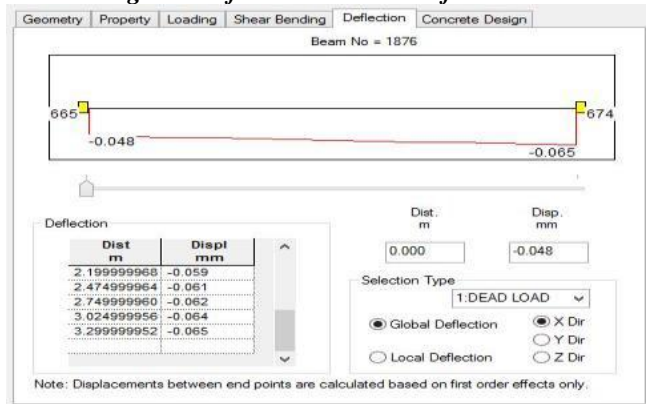 Geometry Property Loading Shear Bending Deflection Concrete Design
Beam No = 1876
665
674
-0.048
-0.065
Deflection
Dist
m
Displ
mm
2.199999968 -0.059
2.474999964 -0.061
2.749999960 -0.062
3.024999956 -0.064
3.299999952 -0.065
Dist.
m
Disp.
mm
0.000
-0.048
Selection Type
1:DEAD LOAD
Global Deflection
X Dir
Y Dir
Local Deflection
Z Dir
Note: Displacements between end points are calculated based on first order effects only.